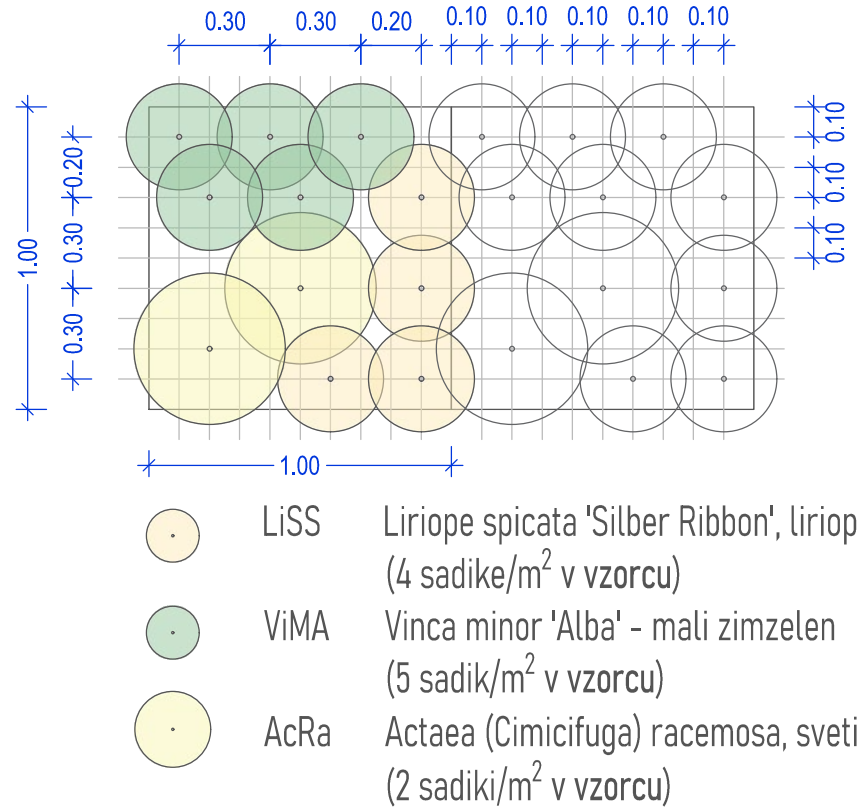 0.30 0.30 0.20 0.10 0.10 0.10 0.10 0.10
0.10
0.20
0.10
1.00
0.30
0.10
0.30
1.00
LiSS Liriope spicata 'Silber Ribbon', liriop
(4 sadike/m² v vzorcu)
ViMA Vinca minor 'Alba' - mali zimzelen
(5 sadik/m² v vzorcu)
AcRa Actaea (Cimicifuga) racemosa, sveti
(2 sadiki/m² v vzorcu)